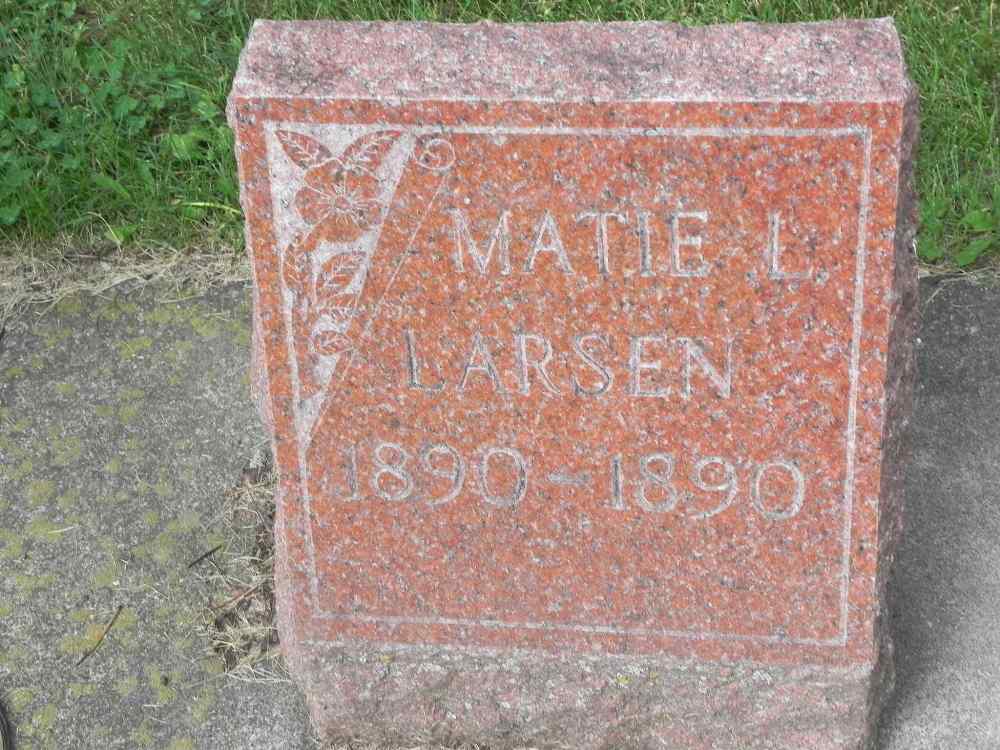 MATIE L.
LARSEN
1890-1890